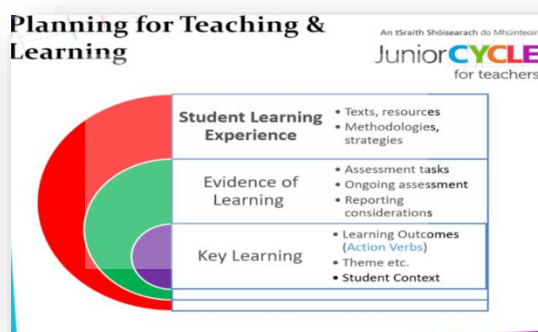 Planning for Teaching &
Learning
An tSraith Shóisearach do Mhúinteoirí
JuniorCYCLE
for teachers
Student Learning
Experience
• Texts, resources
• Methodologies,
strategies
Evidence of
Learning
• Assessment tasks
• Ongoing assessment
• Reporting
considerations
Key Learning
• Learning Outcomes
(Action Verbs)
• Theme etc.
• Student Context